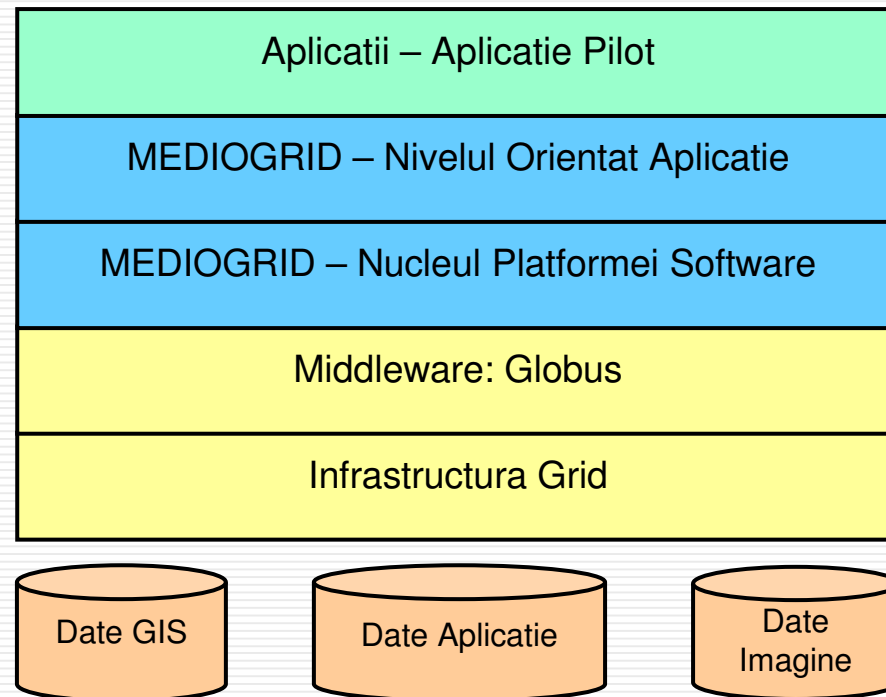 Aplicatii – Aplicatie Pilot
MEDIOGRID – Nivelul Orientat Aplicatie
MEDIOGRID – Nucleul Platformei Software
Middleware: Globus
Infrastructura Grid
Date GIS
Date Aplicatie
Date
Imagine